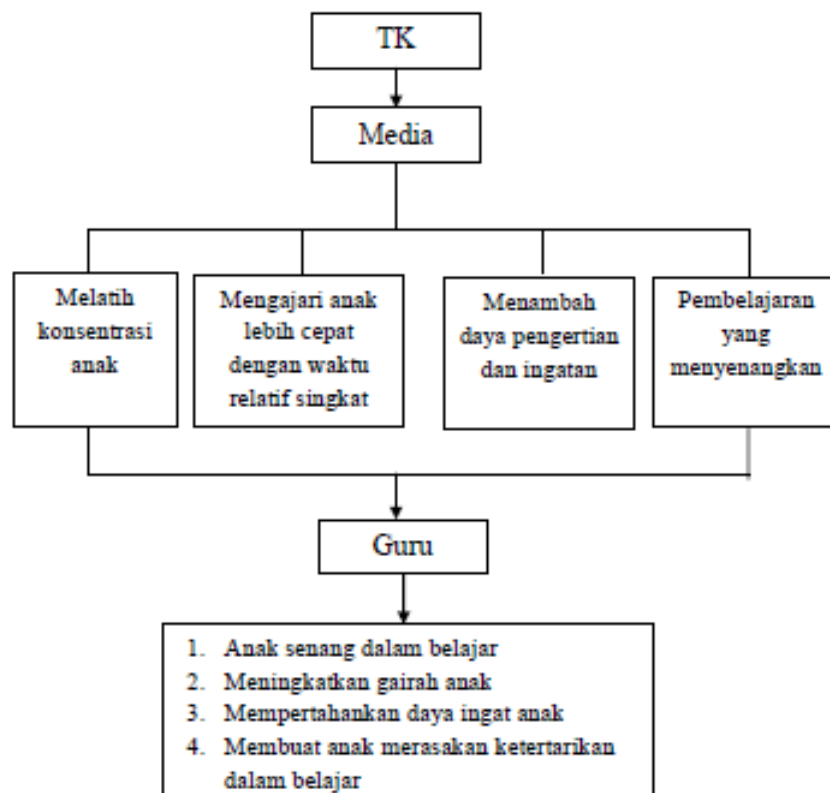 TK
Media
Melatih
konsentrasi
anak
Mengajari anak
lebih cepat
dengan waktu
relatif singkat
Menambah
daya pengertian
dan ingatan
Pembelajaran
yang
menyenangkan
Guru
1. Anak senang dalam belajar
2. Meningkatkan gairah anak
3. Mempertahankan daya ingat anak
4. Membuat anak merasakan ketertarikan
dalam belajar